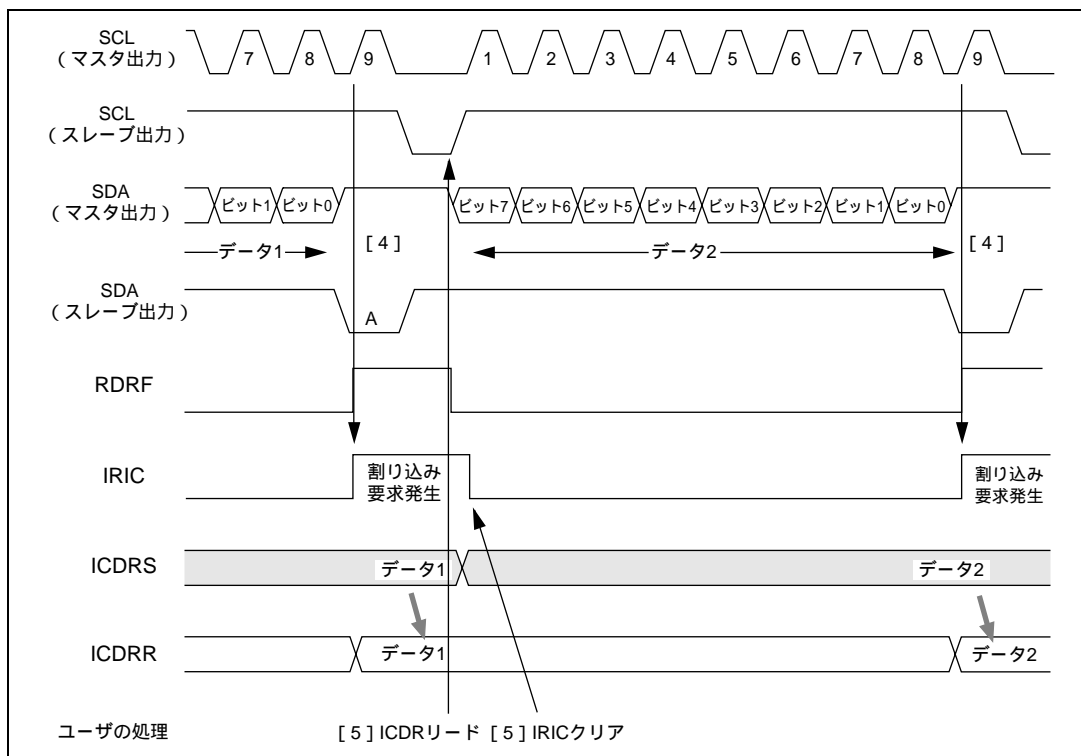 SCL
（マスタ出力）
7 8 9 1 2 3 4 5 6 7 8 9
SCL
（スレーブ出力）
SDA
（マスタ出力）
ビット1 ビット0 ビット7 ビット6 ビット5 ビット4 ビット3 ビット2 ビット1 ビット0
データ1 [ 4 ] データ2 [ 4 ]
SDA
（スレーブ出力）
A
RDRF
IRIC
割り込み
要求発生
割り込み
要求発生
ICDRS
データ1 データ2
ICDRR
データ1 データ2
ユーザの処理 [ 5 ] ICDRリード [ 5 ] IRICクリア